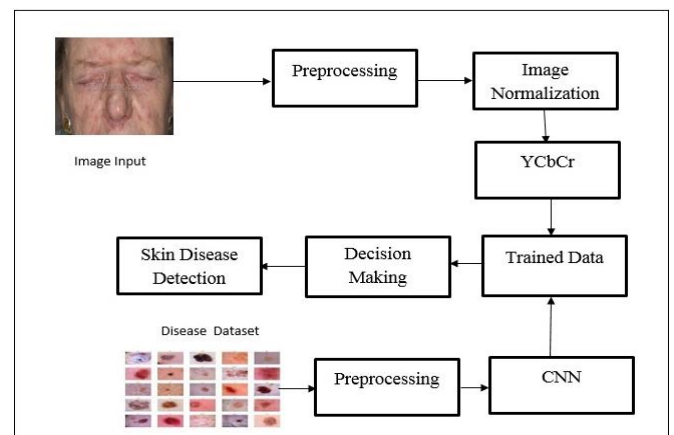 Preprocessing
Image
Normalization
Image Input
YCbCr
Skin Disease
Detection
Decision
Making
Trained Data
Disease Dataset
Preprocessing
CNN